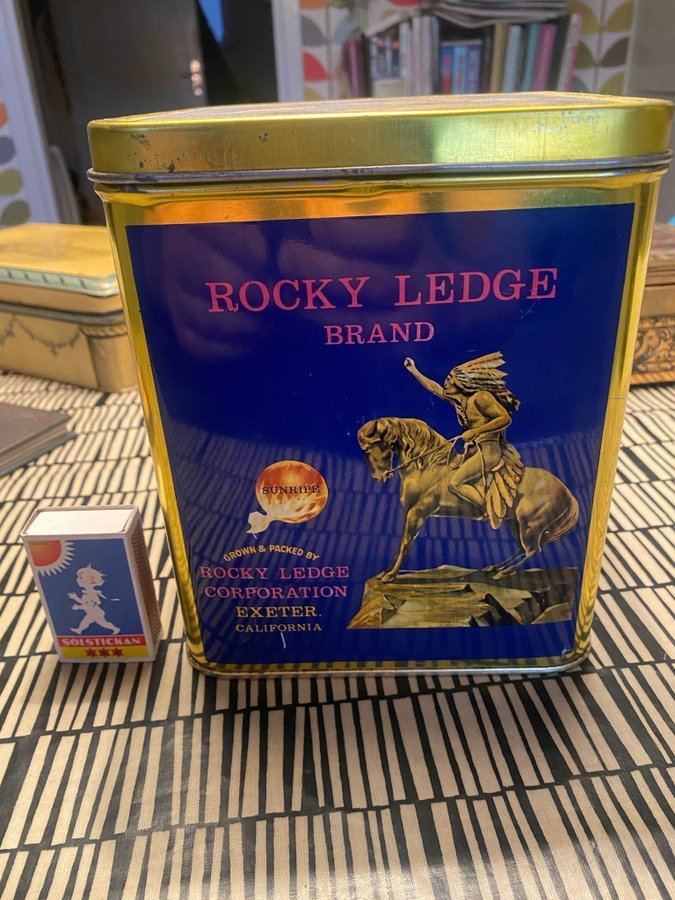 ROCKY LEDGE
BRAND
SUNRIPE
GROWN & PACKED BY
ROCKY LEDGE
CORPORATION
EXETER.
CALIFORNIA
SOLSTICKAN